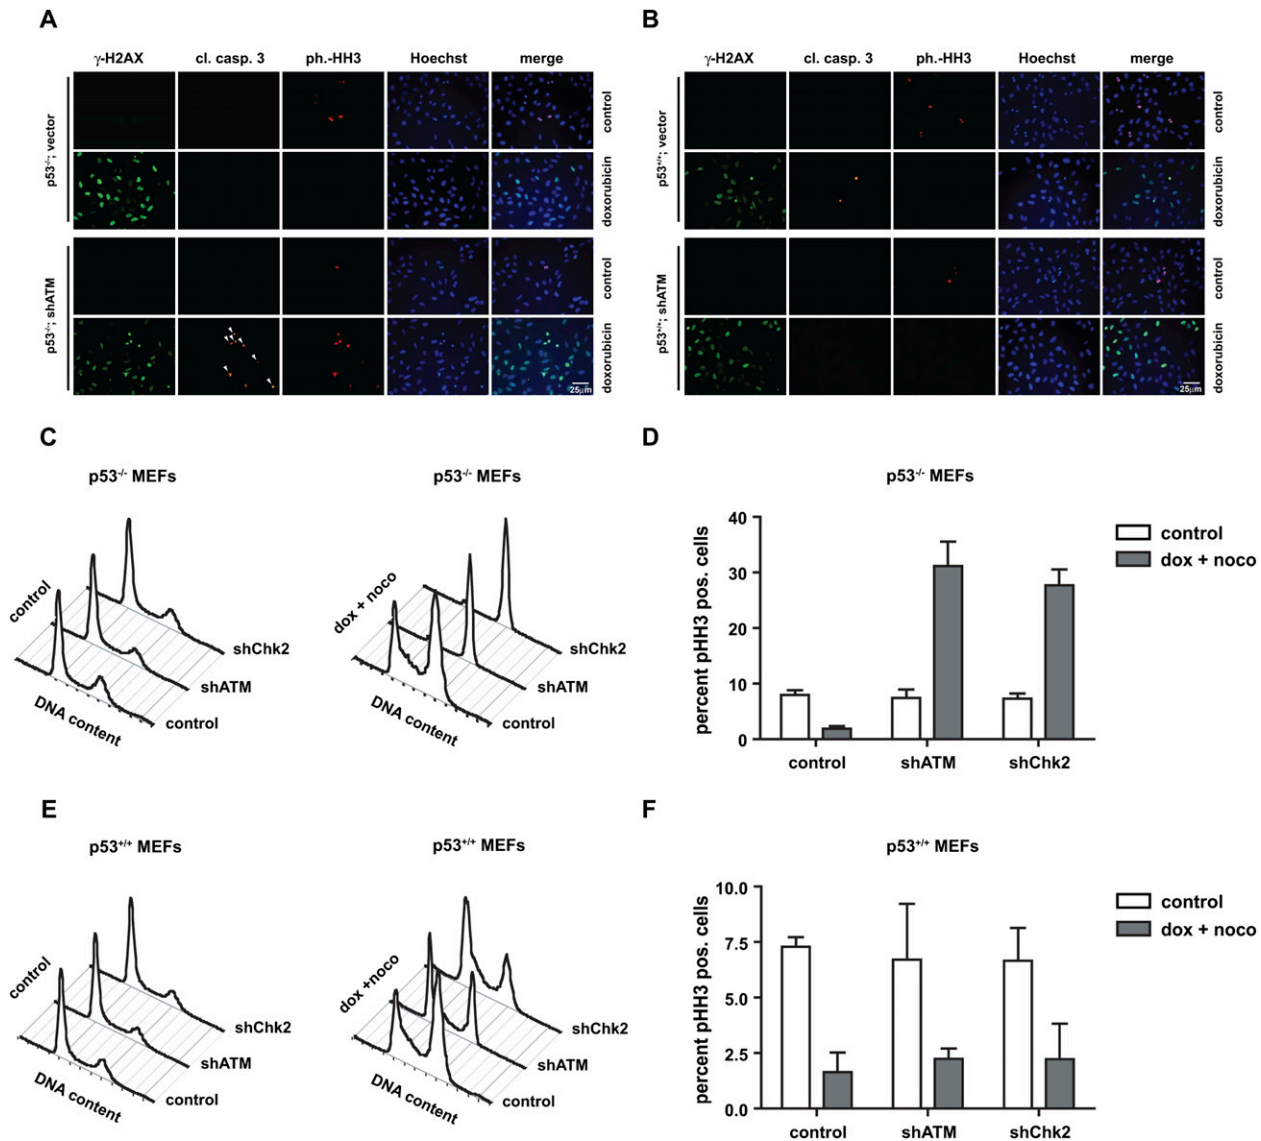 A
γ-H2AX cl. casp. 3 ph.-HH3 Hoechst merge
p53-/-; vector
control
doxorubicin
p53-/-; shATM
control
doxorubicin
25μm
B
γ-H2AX cl. casp. 3 ph.-HH3 Hoechst merge
p53+/+; vector
control
doxorubicin
p53+/+; shATM
control
doxorubicin
25μm
C
p53-/- MEFs
control
shChk2
shATM
control
DNA content
p53-/- MEFs
dox + noco
shChk2
shATM
control
DNA content
D
p53-/- MEFs
percent pHH3 pos. cells
40
30
20
10
0
control shATM shChk2
control
dox + noco
E
p53+/+ MEFs
control
shChk2
shATM
control
DNA content
p53+/+ MEFs
dox +noco
shChk2
shATM
control
DNA content
F
p53+/+ MEFs
percent pHH3 pos. cells
10.0
7.5
5.0
2.5
0.0
control shATM shChk2
control
dox + noco